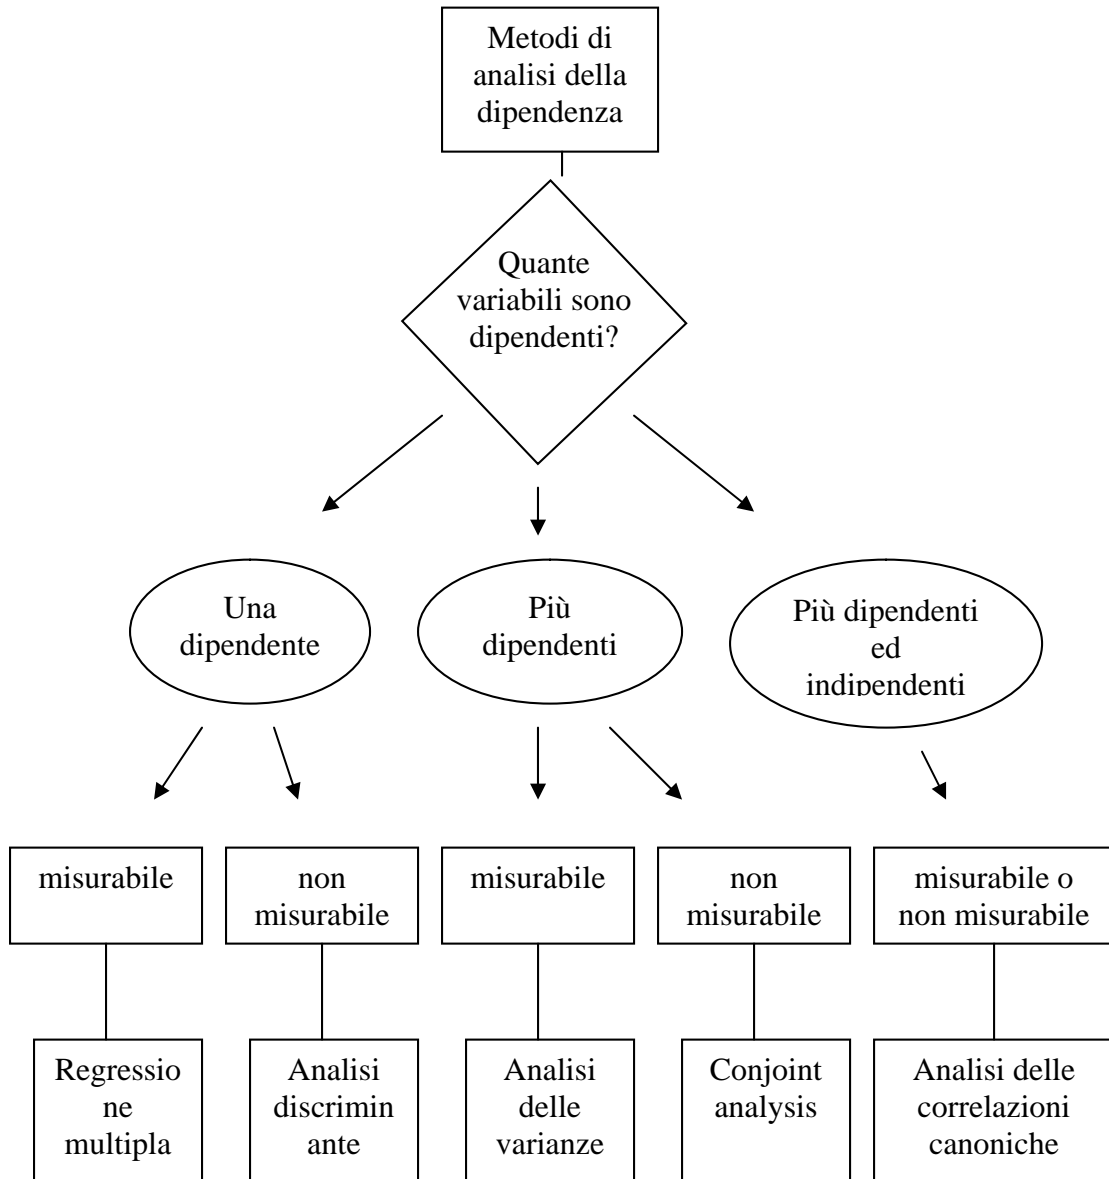 Metodi di
analisi della
dipendenza
Quante
variabili sono
dipendenti?
Una
dipendente
Più
dipendenti
Più dipendenti
ed
indipendenti
misurabile
non
misurabile
misurabile
non
misurabile
misurabile o
non misurabile
Regressio
ne
multipla
Analisi
discrimin
ante
Analisi
delle
varianze
Conjoint
analysis
Analisi delle
correlazioni
canoniche